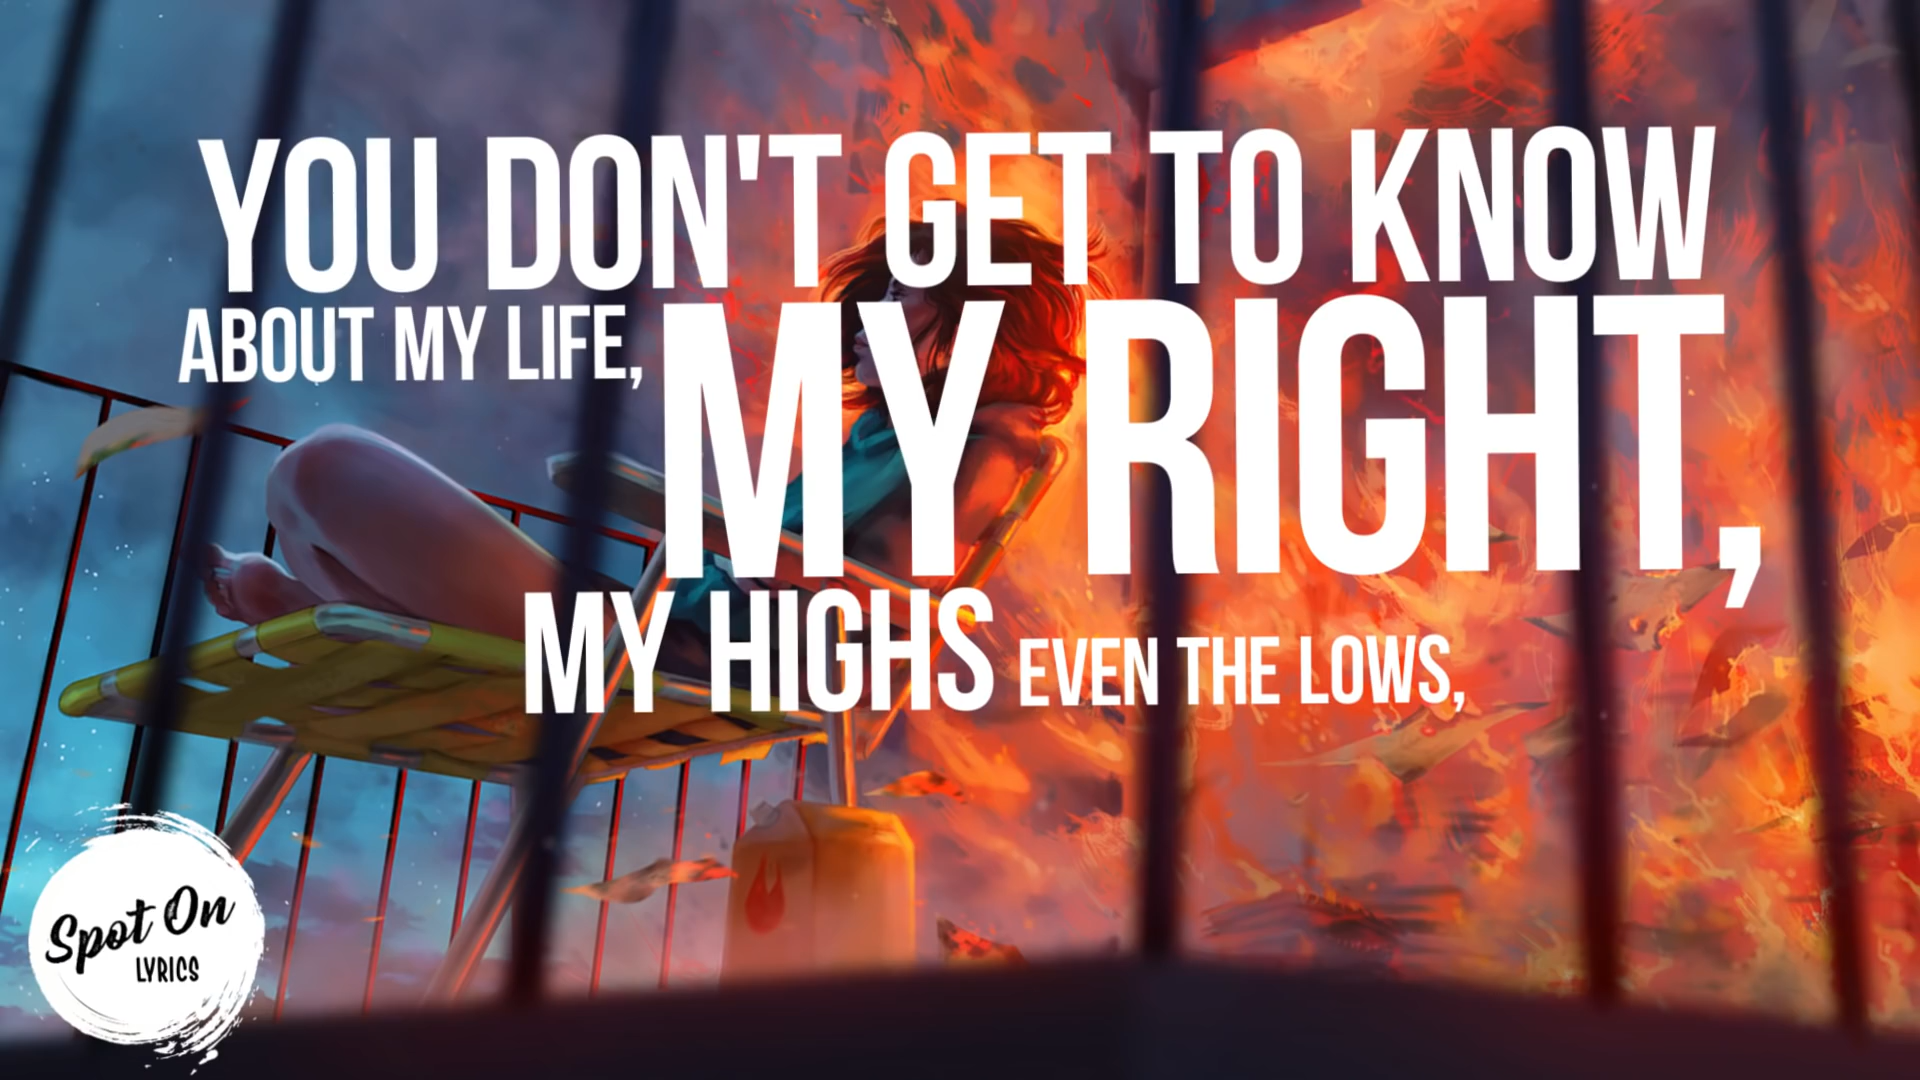 YOU DON'T GET TO KNOW
ABOUT MY LIFE, MY RIGHT,
MY HIGHS EVEN THE LOWS,
Spot On
LYRICS